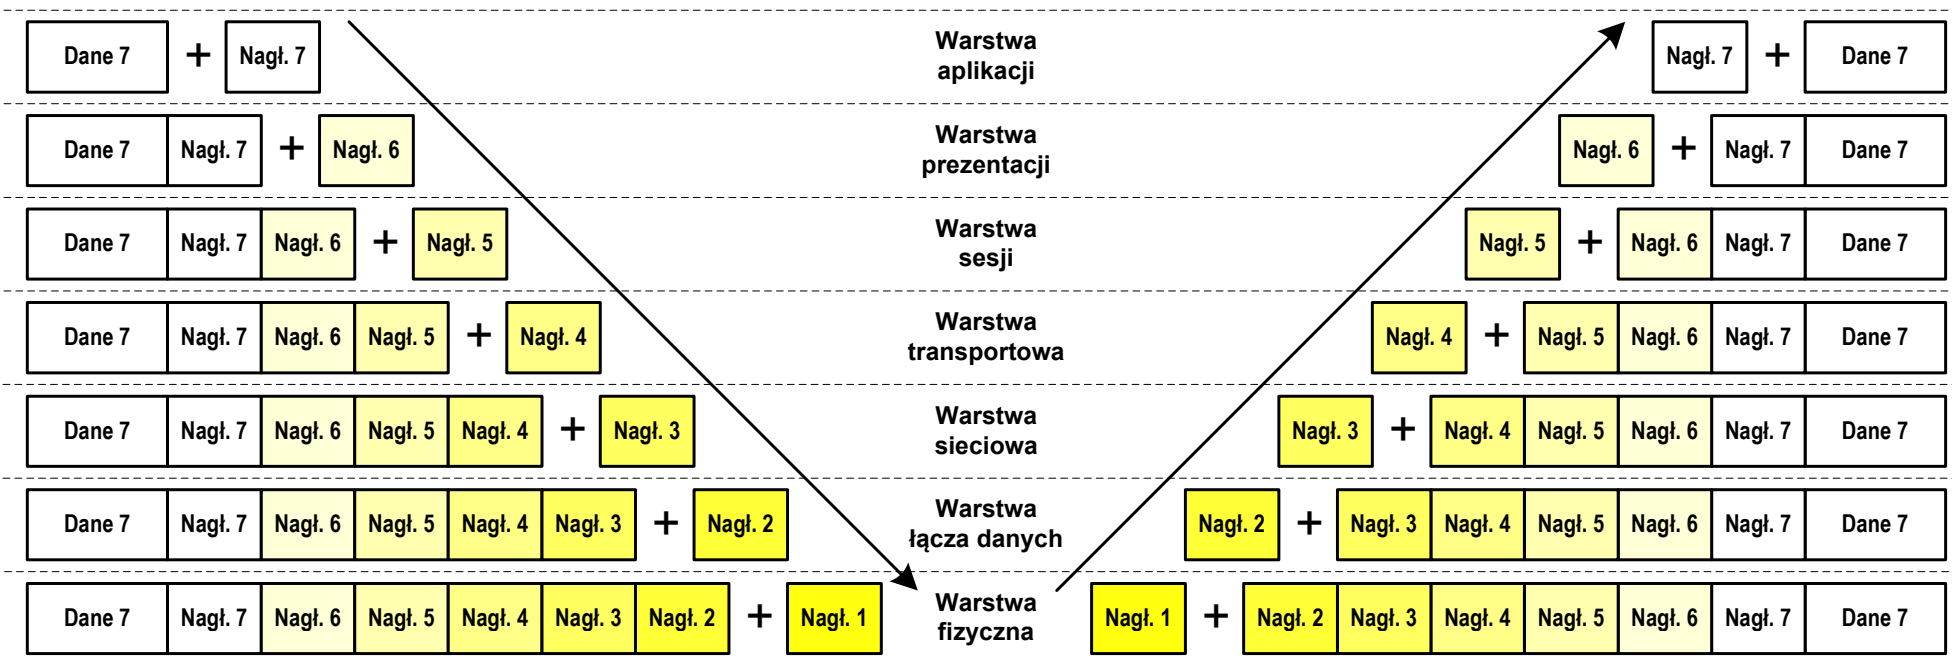 Dane 7 + Nagł. 7 Warstwa aplikacji Nagł. 7 + Dane 7
Dane 7 Nagł. 7 + Nagł. 6 Warstwa prezentacji Nagł. 6 + Nagł. 7 Dane 7
Dane 7 Nagł. 7 Nagł. 6 + Nagł. 5 Warstwa sesji Nagł. 5 + Nagł. 6 Nagł. 7 Dane 7
Dane 7 Nagł. 7 Nagł. 6 Nagł. 5 + Nagł. 4 Warstwa transportowa Nagł. 4 + Nagł. 5 Nagł. 6 Nagł. 7 Dane 7
Dane 7 Nagł. 7 Nagł. 6 Nagł. 5 Nagł. 4 + Nagł. 3 Warstwa sieciowa Nagł. 3 + Nagł. 4 Nagł. 5 Nagł. 6 Nagł. 7 Dane 7
Dane 7 Nagł. 7 Nagł. 6 Nagł. 5 Nagł. 4 Nagł. 3 + Nagł. 2 Warstwa łącza danych Nagł. 2 + Nagł. 3 Nagł. 4 Nagł. 5 Nagł. 6 Nagł. 7 Dane 7
Dane 7 Nagł. 7 Nagł. 6 Nagł. 5 Nagł. 4 Nagł. 3 Nagł. 2 + Nagł. 1 Warstwa fizyczna Nagł. 1 + Nagł. 2 Nagł. 3 Nagł. 4 Nagł. 5 Nagł. 6 Nagł. 7 Dane 7